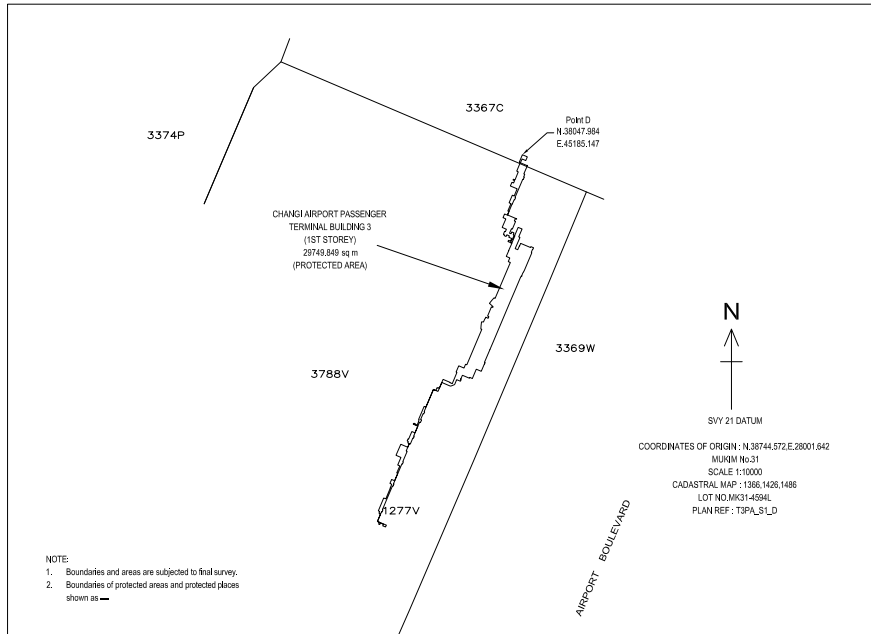 3367C
Point D
N.38047.984
E.45185.147
3374P
CHANGI AIRPORT PASSENGER
TERMINAL BUILDING 3
(1ST STOREY)
29749.849 sq m
(PROTECTED AREA)
N
3369W
3788V
SVY 21 DATUM
COORDINATES OF ORIGIN : N.38744.572,E.28001.642
MUKIM No.31
SCALE 1:10000
CADASTRAL MAP : 1366,1426,1486
LOT NO.MK31-4594L
PLAN REF : T3PA_S1_D
1277V
AIRPORT BOULEVARD
NOTE:
1. Boundaries and areas are subjected to final survey.
2. Boundaries of protected areas and protected places
shown as